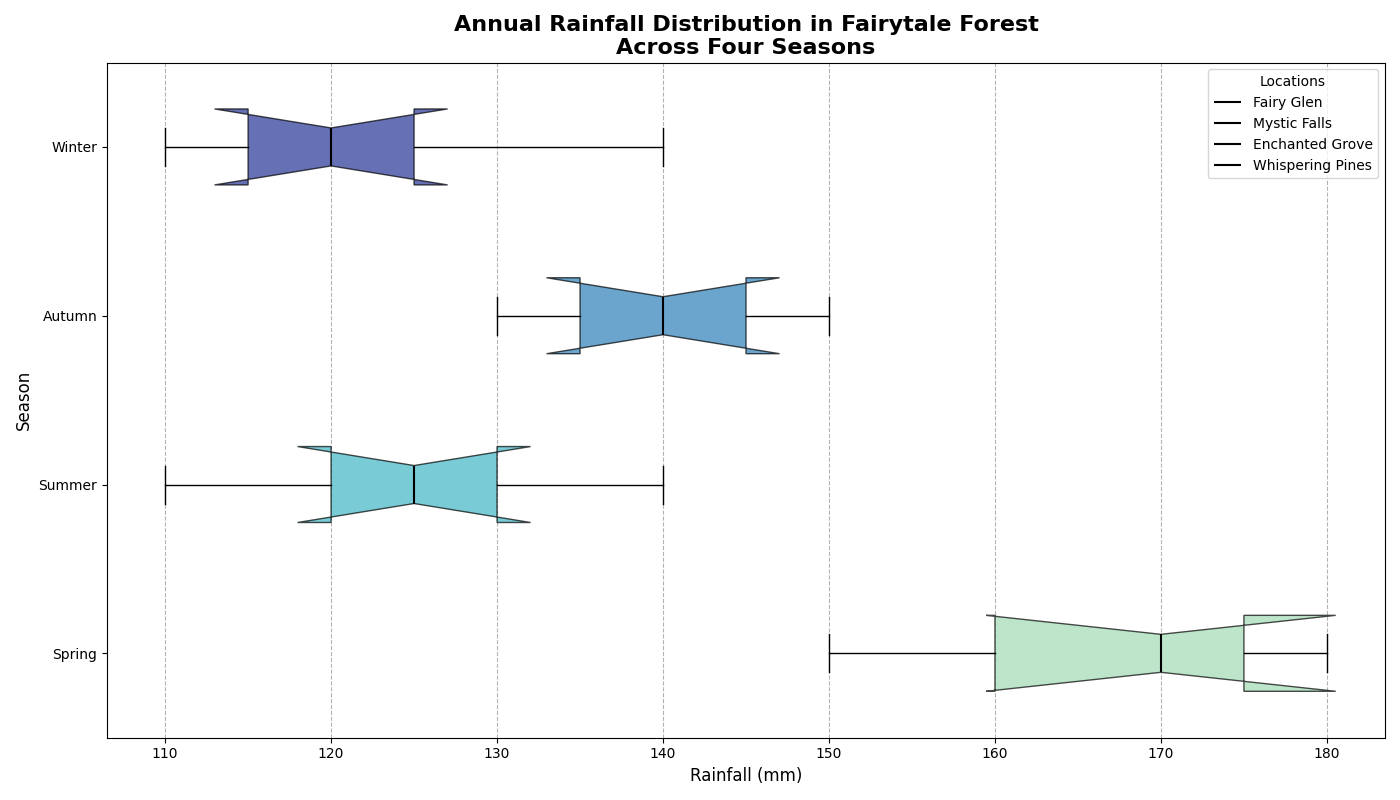 Annual Rainfall Distribution in Fairytale Forest
Across Four Seasons
Locations
Fairy Glen
Mystic Falls
Enchanted Grove
Whispering Pines
Season
Winter
Autumn
Summer
Spring
110 120 130 140 150 160 170 180
Rainfall (mm)